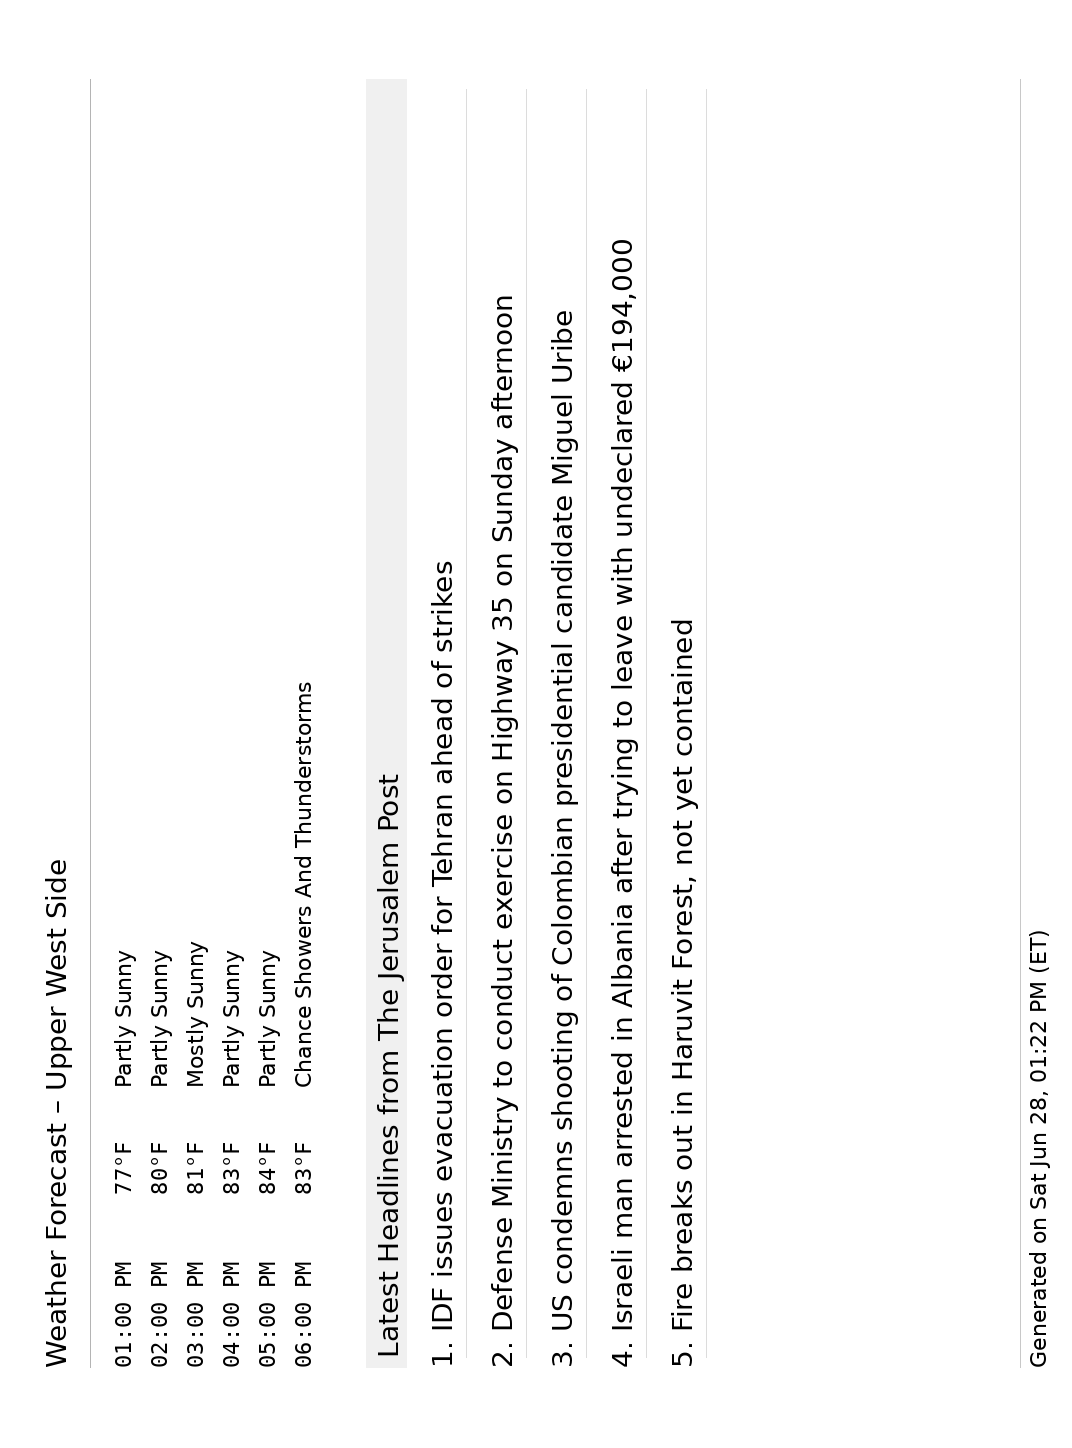 Weather Forecast – Upper West Side
01:00 PM 77°F Partly Sunny
02:00 PM 80°F Partly Sunny
03:00 PM 81°F Mostly Sunny
04:00 PM 83°F Partly Sunny
05:00 PM 84°F Partly Sunny
06:00 PM 83°F Chance Showers And Thunderstorms
Latest Headlines from The Jerusalem Post
1. IDF issues evacuation order for Tehran ahead of strikes
2. Defense Ministry to conduct exercise on Highway 35 on Sunday afternoon
3. US condemns shooting of Colombian presidential candidate Miguel Uribe
4. Israeli man arrested in Albania after trying to leave with undeclared €194,000
5. Fire breaks out in Haruvit Forest, not yet contained
Generated on Sat Jun 28, 01:22 PM (ET)